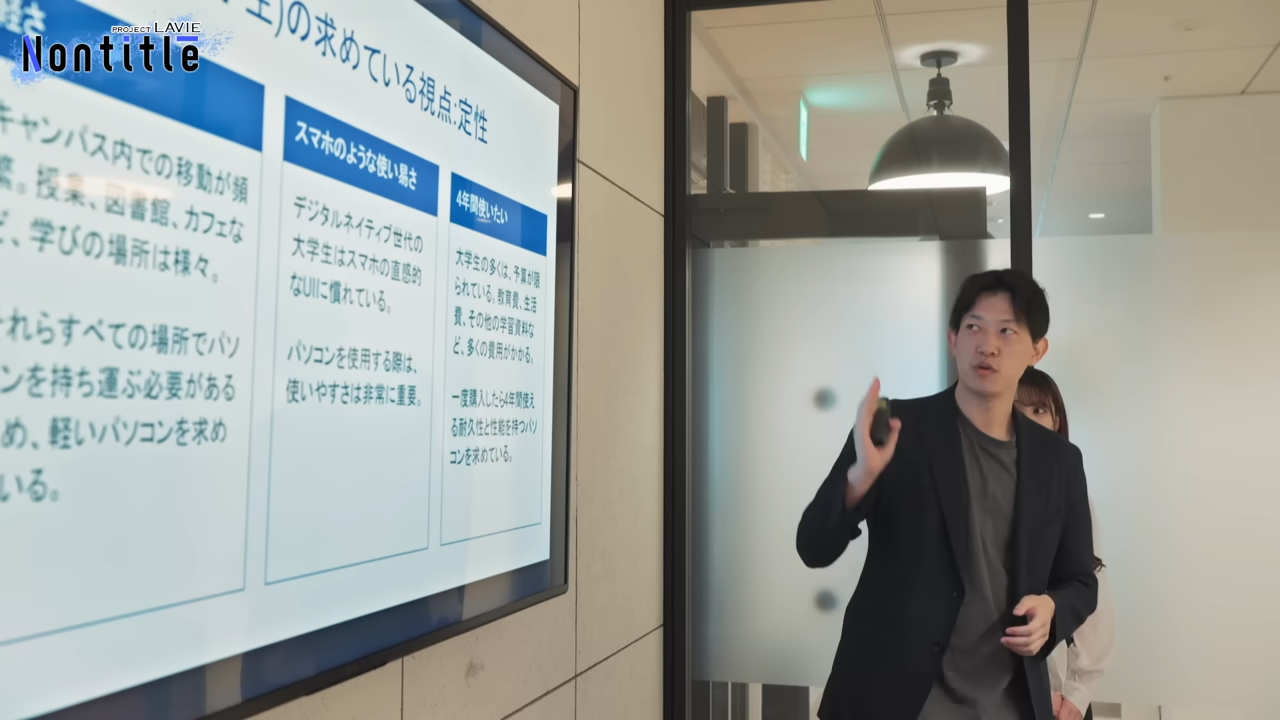 PROJECT LAVIE
Nontitle
生)の求めている視点:定性
軽さ
キャンパス内での移動が頻
繁。授業、図書館、カフェな
ど、学びの場所は様々。
それらすべての場所でパソ
コンを持ち運ぶ必要がある
ため、軽いパソコンを求め
ている。
スマホのような使い易さ
デジタルネイティブ世代の
大学生はスマホの直感的
なUIに慣れている。
パソコンを使用する際は、
使いやすさは非常に重要。
4年間使いたい
大学生の多くは、予算が限
られている。教育費、生活
費、その他の学習資料な
ど、多くの費用がかかる。
一度購入したら4年間使え
る耐久性と性能を持つパソ
コンを求めている。